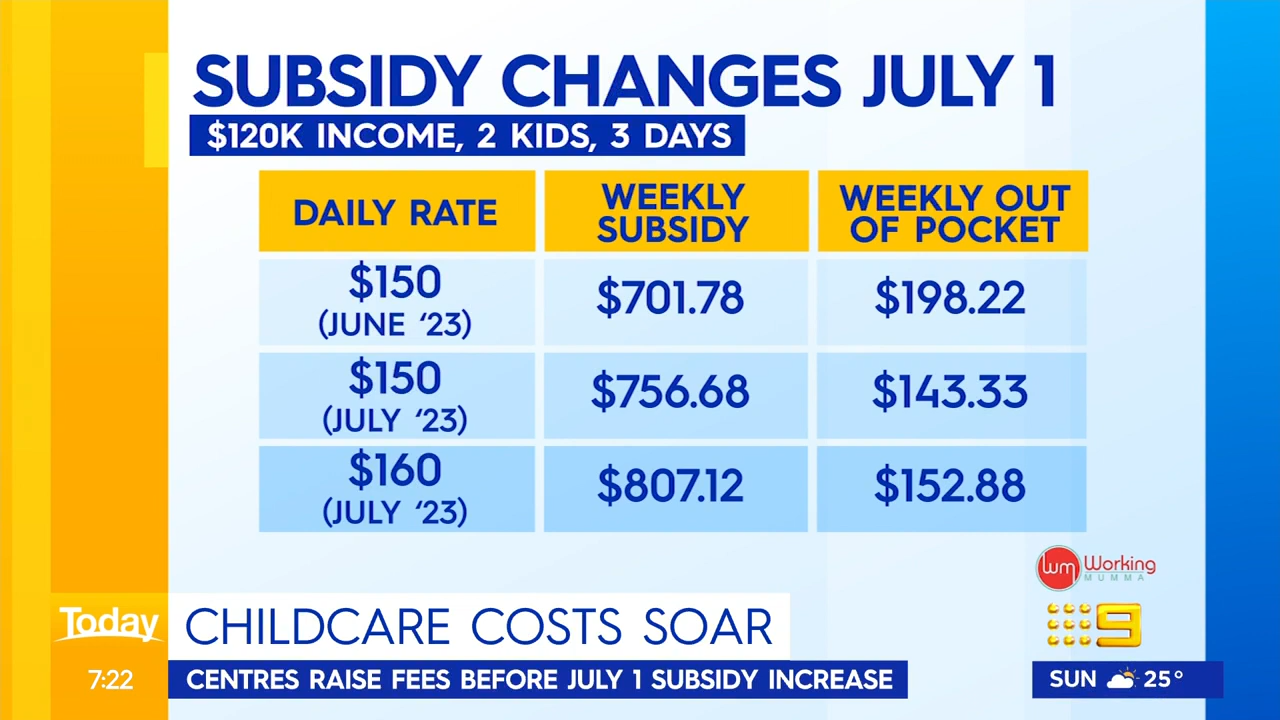 SUBSIDY CHANGES JULY 1
$120K INCOME, 2 KIDS, 3 DAYS
DAILY RATE
WEEKLY
SUBSIDY
WEEKLY OUT
OF POCKET
$150
(JUNE ‘23)
$701.78
$198.22
$150
(JULY ‘23)
$756.68
$143.33
$160
(JULY ‘23)
$807.12
$152.88
wm Working
MUMMA
Today
CHILDCARE COSTS SOAR
9
7:22
CENTRES RAISE FEES BEFORE JULY 1 SUBSIDY INCREASE
SUN 25°